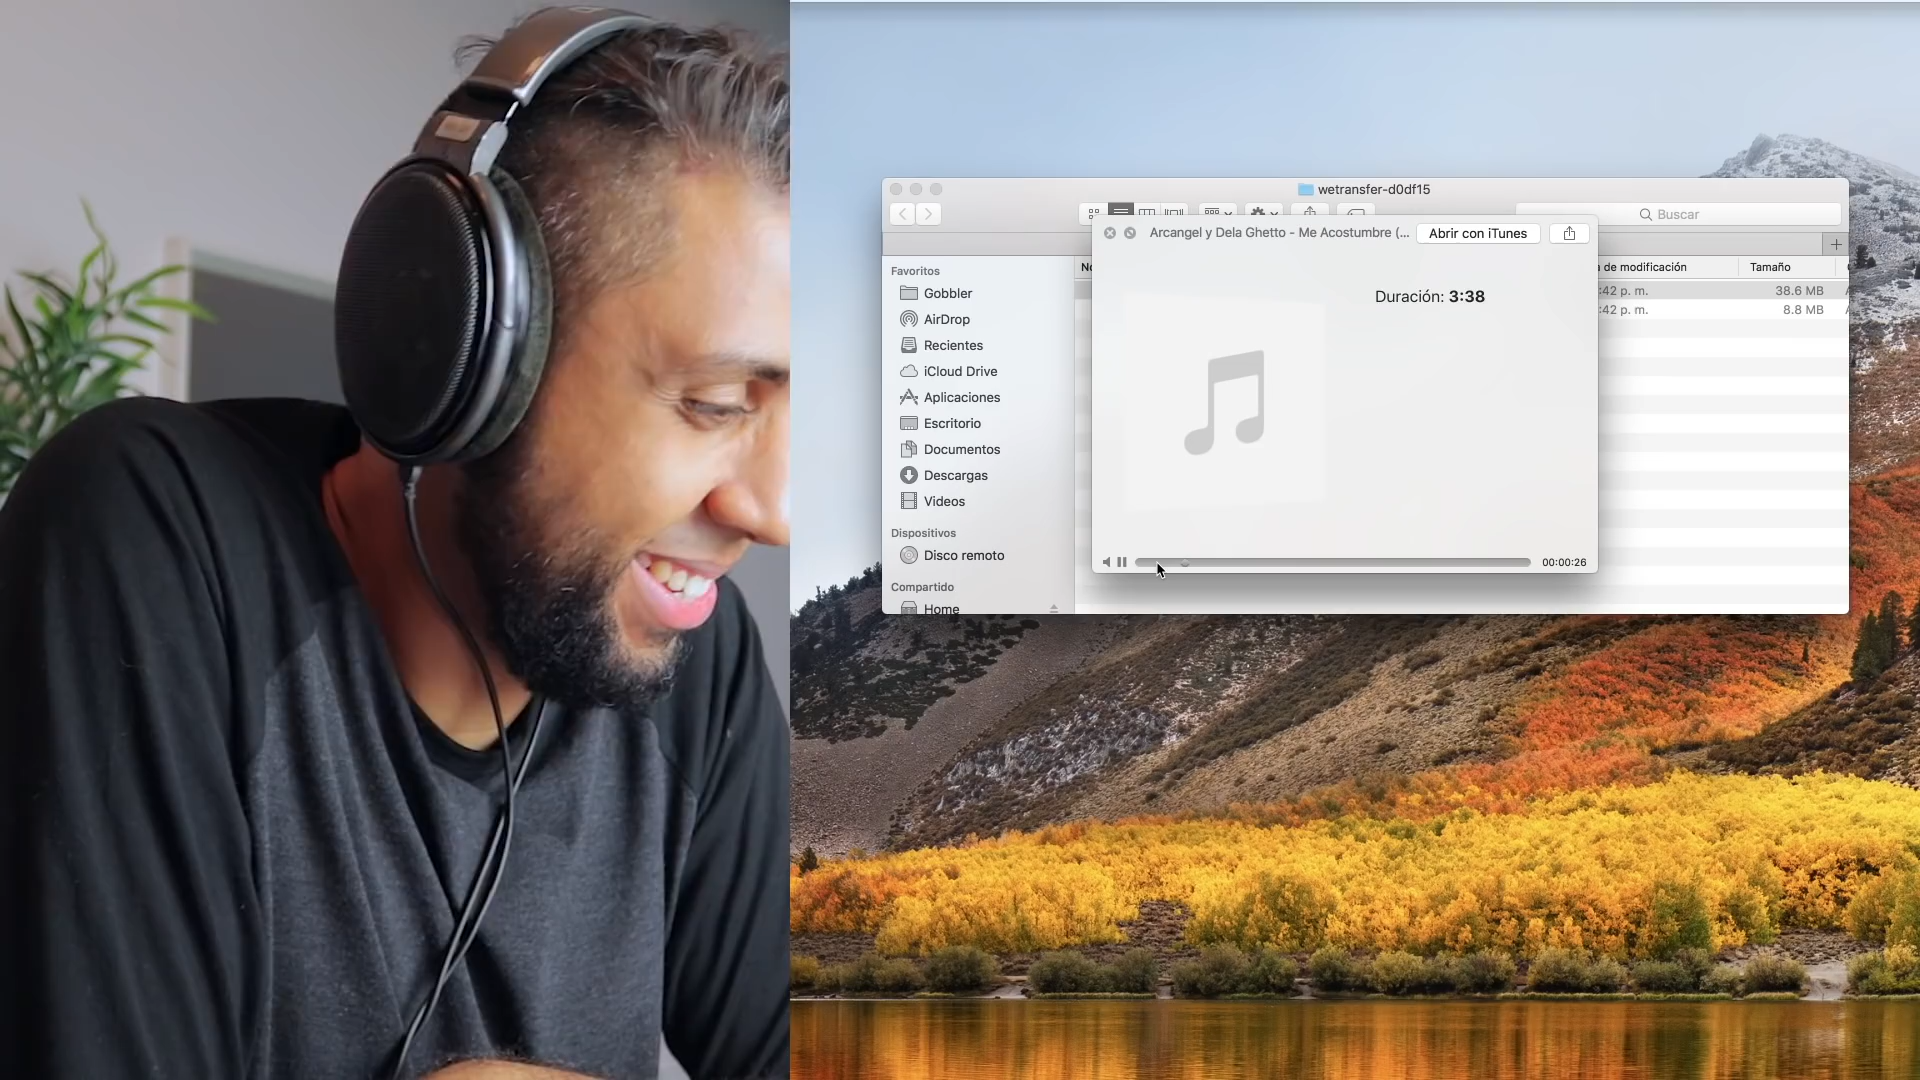 wetransfer-d0df15
Buscar
Arcangel y Dela Ghetto - Me Acostumbre (...
Abrir con iTunes
Favoritos
Gobbler
AirDrop
Recientes
iCloud Drive
Aplicaciones
Escritorio
Documentos
Descargas
Videos
Dispositivos
Disco remoto
Compartido
Home
de modificación
Tamaño
:42 p. m.
38.6 MB
:42 p. m.
8.8 MB
Duración: 3:38
00:00:26